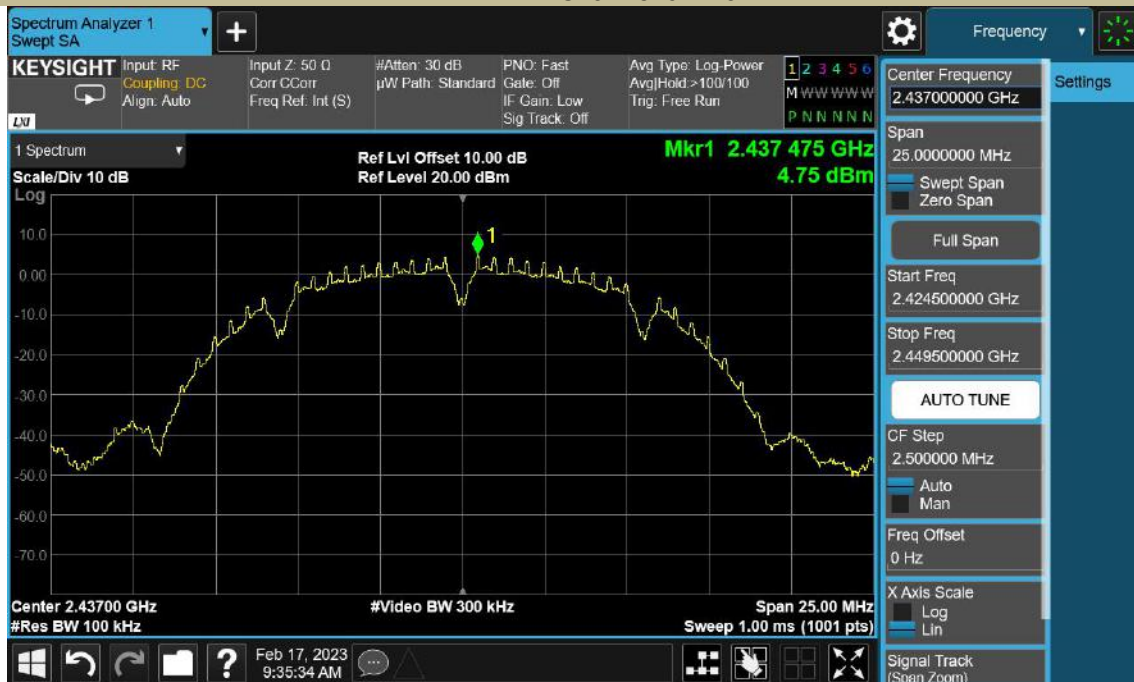 Spectrum Analyzer 1
Swept SA
+
Frequency
KEYSIGHT
Input: RF
Coupling: DC
Align: Auto
Input Z: 50 Ω
Corr CCorr
Freq Ref: Int (S)
#Atten: 30 dB
µW Path: Standard
PNO: Fast
Gate: Off
IF Gain: Low
Sig Track: Off
Avg Type: Log-Power
Avg|Hold:>100/100
Trig: Free Run
1 2 3 4 5 6
M W W W W W
P N N N N N
LXI
Center Frequency
2.437000000 GHz
Settings
1 Spectrum
Scale/Div 10 dB
Log
Ref Lvl Offset 10.00 dB
Ref Level 20.00 dBm
Mkr1 2.437 475 GHz
4.75 dBm
1
10.0
0.00
-10.0
-20.0
-30.0
-40.0
-50.0
-60.0
-70.0
Span
25.0000000 MHz
Swept Span
Zero Span
Full Span
Start Freq
2.424500000 GHz
Stop Freq
2.449500000 GHz
AUTO TUNE
CF Step
2.500000 MHz
Auto
Man
Freq Offset
0 Hz
X Axis Scale
Log
Lin
Signal Track
(Span Zoom)
Center 2.43700 GHz
#Res BW 100 kHz
#Video BW 300 kHz
Span 25.00 MHz
Sweep 1.00 ms (1001 pts)
?
Feb 17, 2023
9:35:34 AM